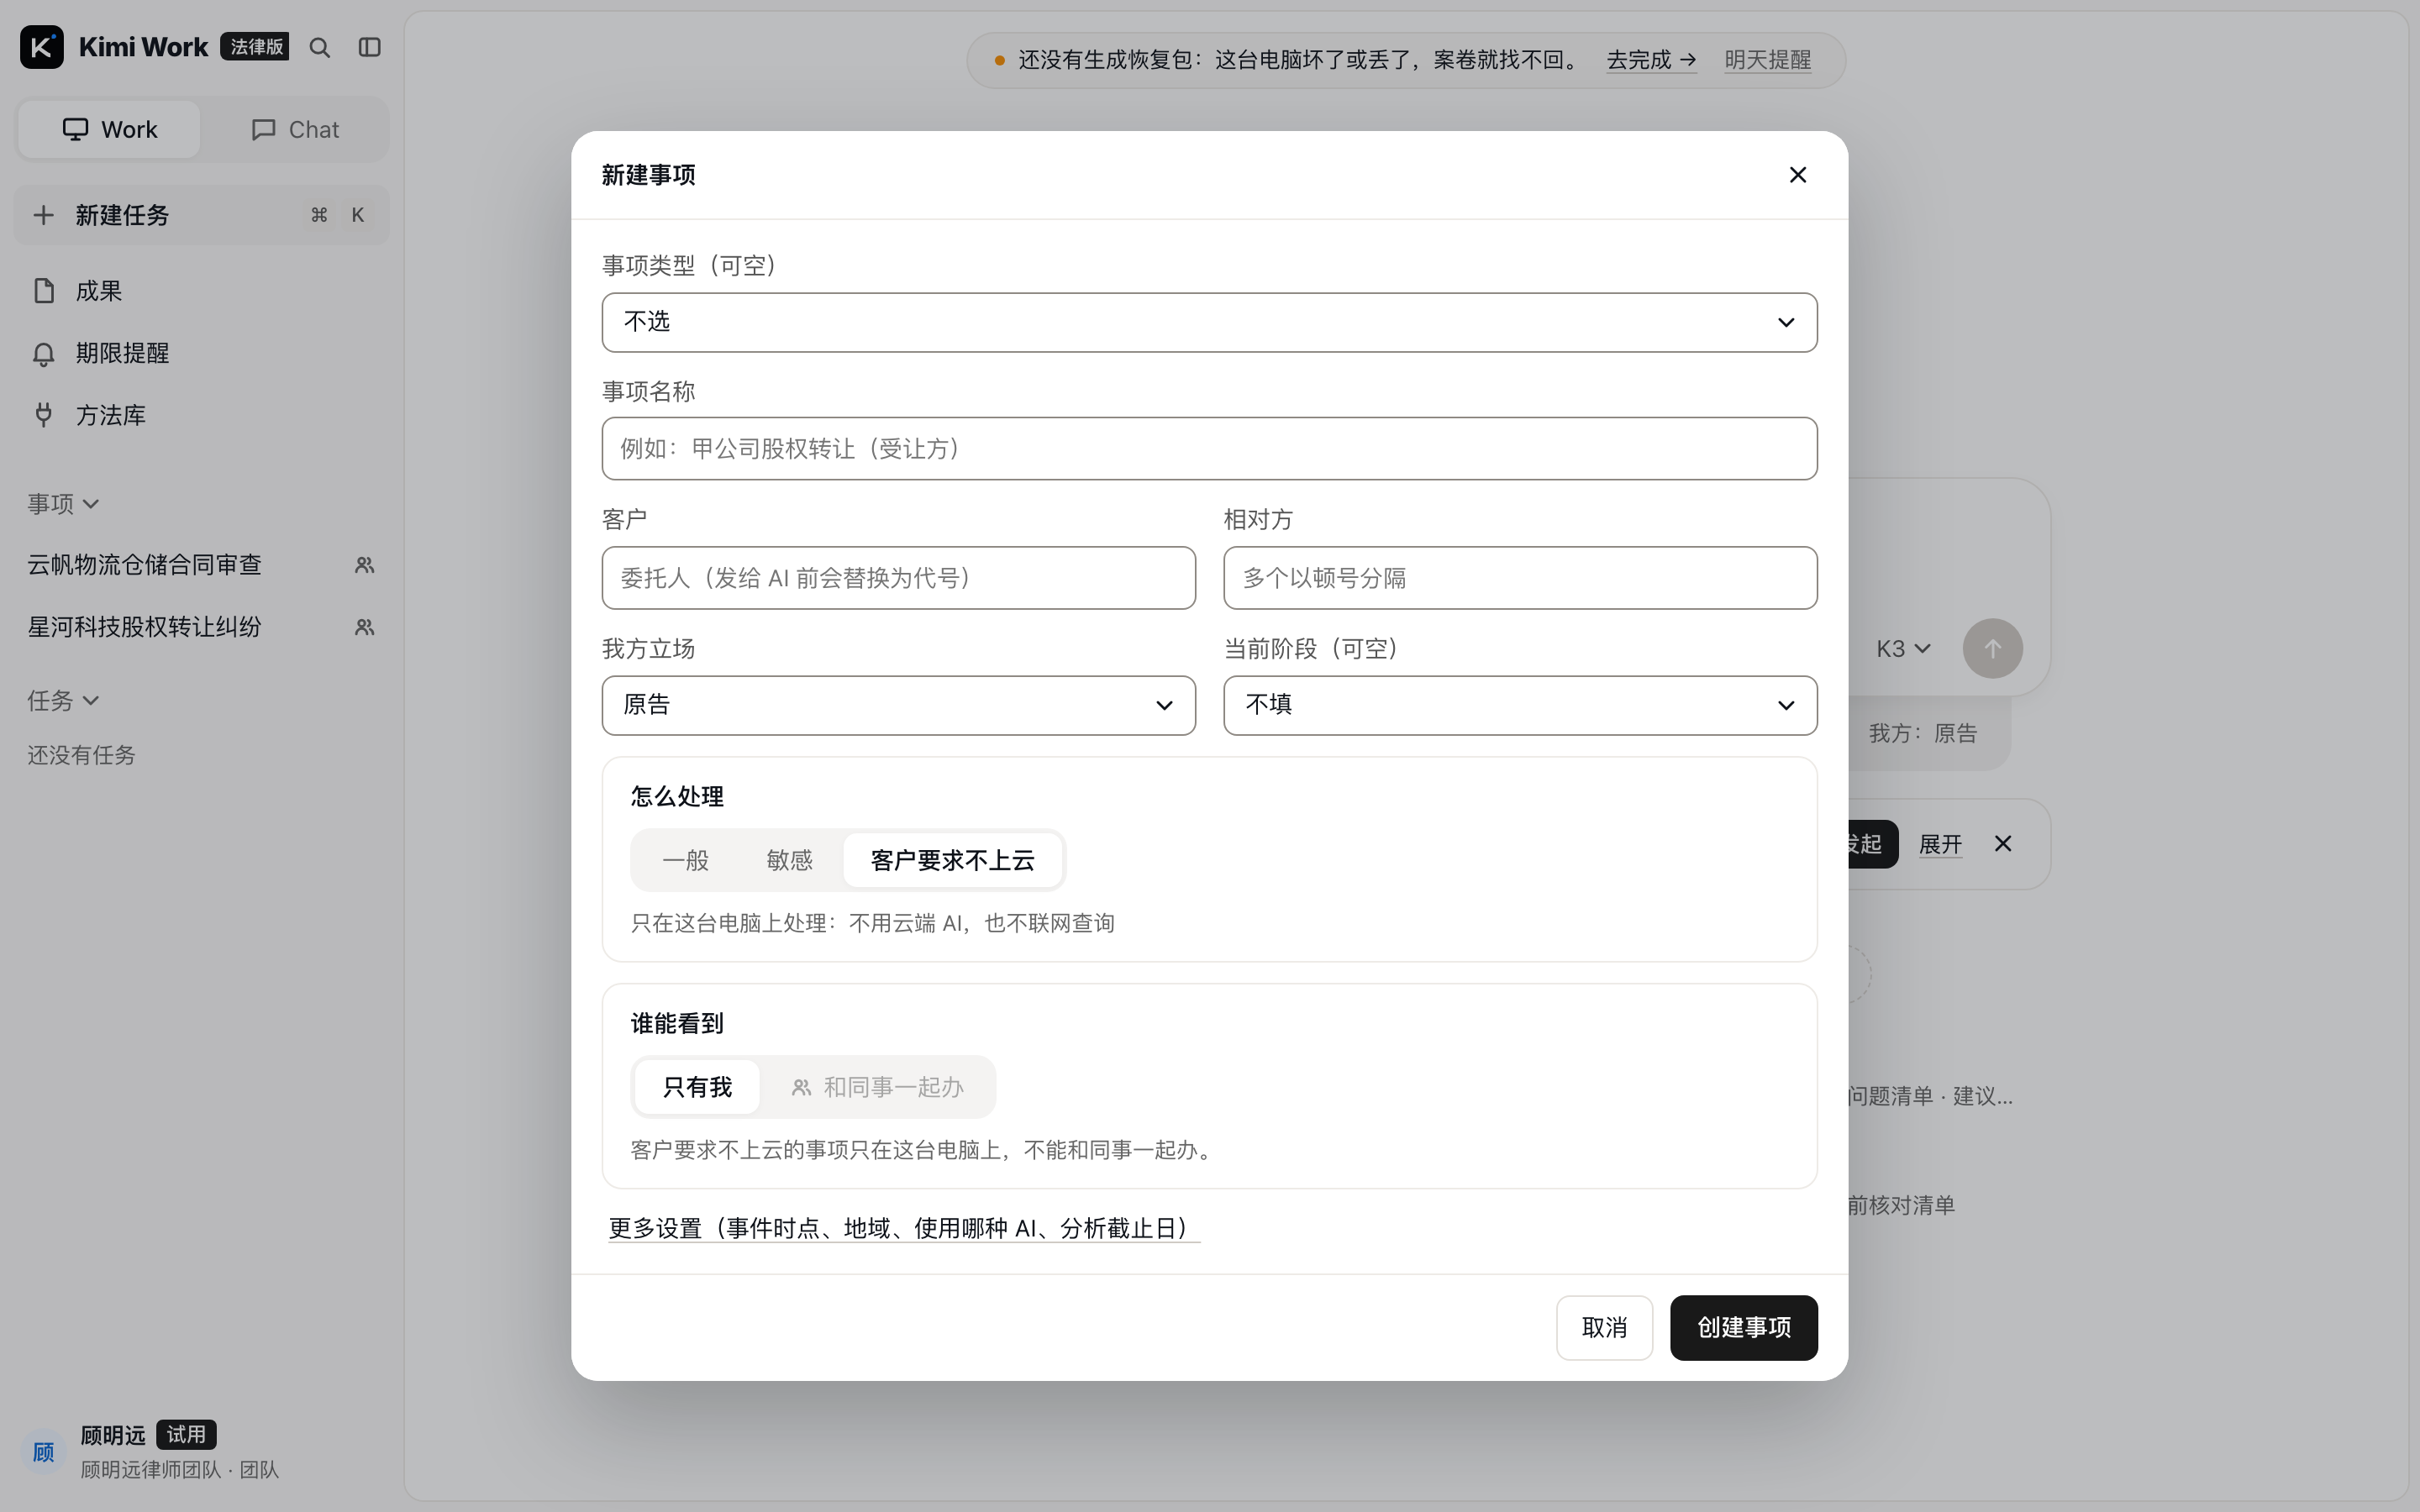 Kimi Work 法律版
Work
Chat
新建任务 ⌘ K
成果
期限提醒
方法库
事项
云帆物流仓储合同审查
星河科技股权转让纠纷
任务
还没有任务
顾 顾明远 试用
顾明远律师团队 · 团队
还没有生成恢复包：这台电脑坏了或丢了，案卷就找不回。 去完成 → 明天提醒
新建事项
事项类型（可空）
不选
事项名称
例如：甲公司股权转让（受让方）
客户
委托人（发给 AI 前会替换为代号）
相对方
多个以顿号分隔
我方立场
原告
当前阶段（可空）
不填
怎么处理
一般 敏感 客户要求不上云
只在这台电脑上处理：不用云端 AI，也不联网查询
谁能看到
只有我 和同事一起办
客户要求不上云的事项只在这台电脑上，不能和同事一起办。
更多设置（事件时点、地域、使用哪种 AI、分析截止日）
取消 创建事项
K3
我方：原告
发起 展开
问题清单 · 建议...
前核对清单